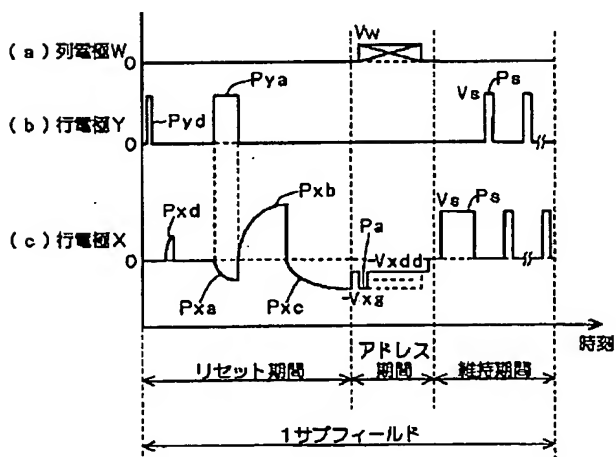 Vw
(a)列電極W
0
Pya
Vs Ps
(b)行電極Y
Pyd
0
Pxb
Pxd
Vs Ps
Pa
(c)行電極X
-Vxdd
0
Pxa
Pxc
-Vxg
時刻
アドレス
リセット期間 期間 維持期間
1サブフィールド